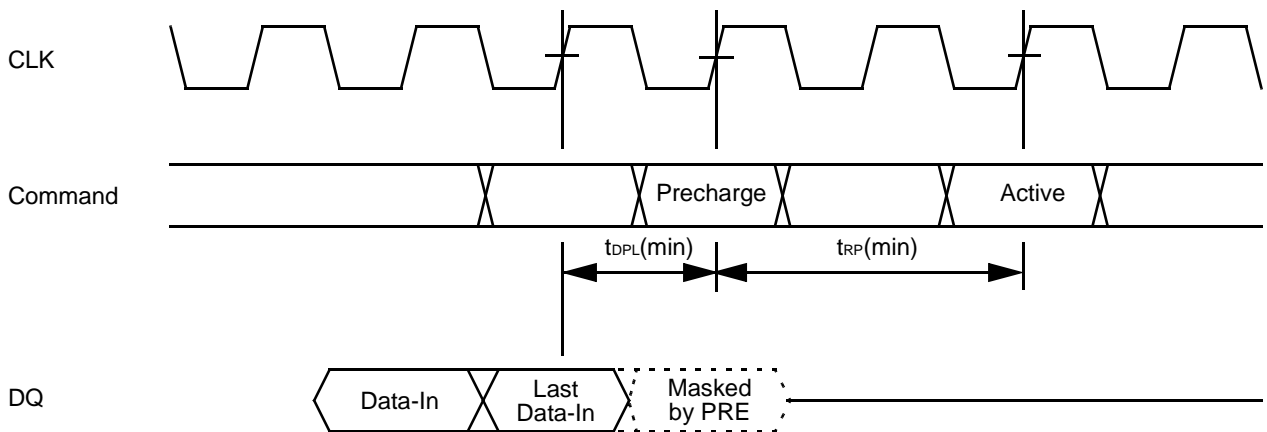 CLK
Command
Precharge
Active
tDPL(min)
tRP(min)
DQ
Data-In
Last
Data-In
Masked
by PRE